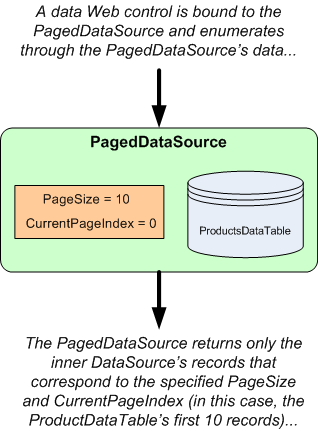 A data Web control is bound to the
PagedDataSource and enumerates
through the PagedDataSource's data...
PagedDataSource
PageSize = 10
CurrentPageIndex = 0
ProductsDataTable
The PagedDataSource returns only the
inner DataSource's records that
correspond to the specified PageSize
and CurrentPageIndex (in this case, the
ProductDataTable's first 10 records)...